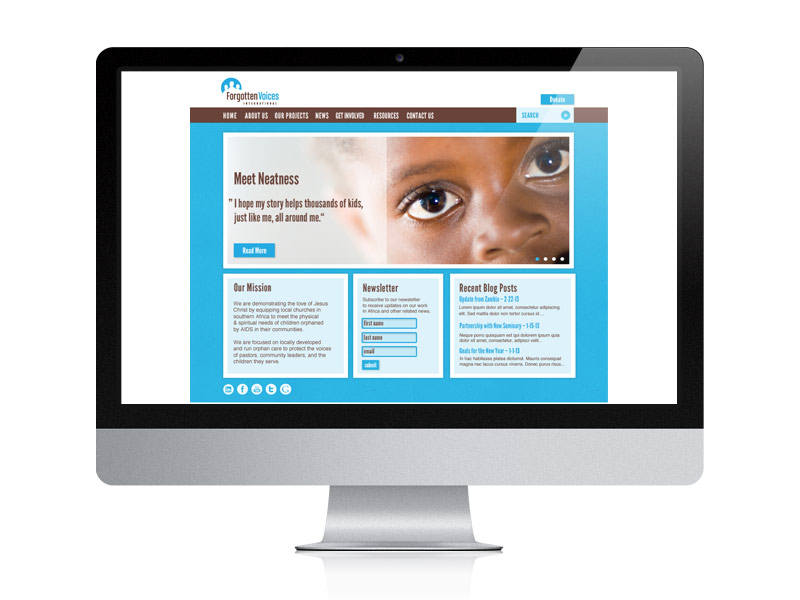 Forgotten Voices
INTERNATIONAL
Donate
HOME ABOUT US OUR PROJECTS NEWS GET INVOLVED RESOURCES CONTACT US
SEARCH
Meet Neatness
" I hope my story helps thousands of kids,
just like me, all around me."
Read More
Our Mission
We are demonstrating the love of Jesus
Christ by equipping local churches in
southern Africa to meet the physical
& spiritual needs of children orphaned
by AIDS in their communities.
We are focused on locally developed
and run orphan care to protect the voices
of pastors, community leaders, and the
children they serve.
Newsletter
Subscribe to our newsletter
to receive updates on our work
in Africa and other related news.
first name
last name
email
submit
Recent Blog Posts
Update from Zambia – 2-22-13
Lorem ipsum dolor sit amet, consectetur adipiscing
elit. Sed mattis dolor non lectus consectetur cursus id...
Partnership with New Seminary – 1-15-13
Neque porro quisquam est qui dolorem ipsum quia
dolor sit amet, consectetur, adipisci velit...
Goals for the New Year – 1-1-13
In hac habitasse platea dictumst. Mauris consequat
magna nac lacus cursus viverra. Donec purus risus...